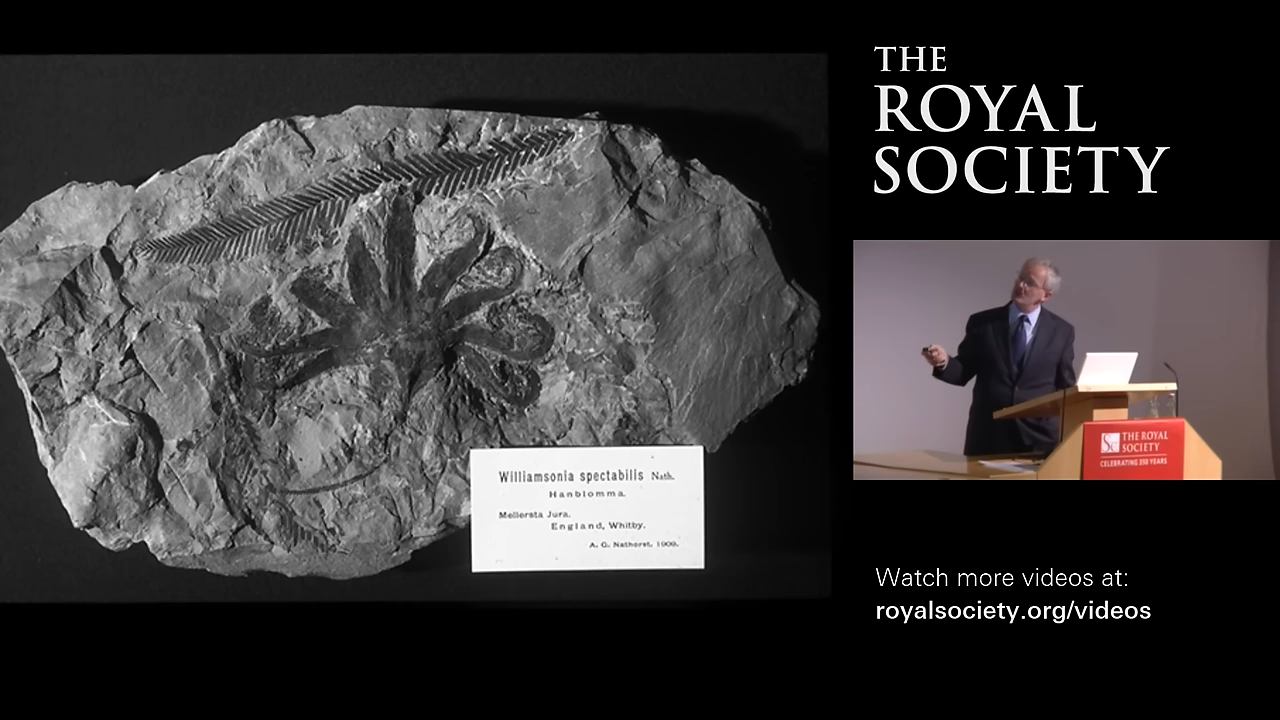 THE
ROYAL
SOCIETY
Williamsonia spectabilis Nath.
Hanblomma.
Mellersta Jura.
England, Whitby.
A. G. Nathorst. 1909.
THE ROYAL
SOCIETY
CELEBRATING 350 YEARS
Watch more videos at:
royalsociety.org/videos